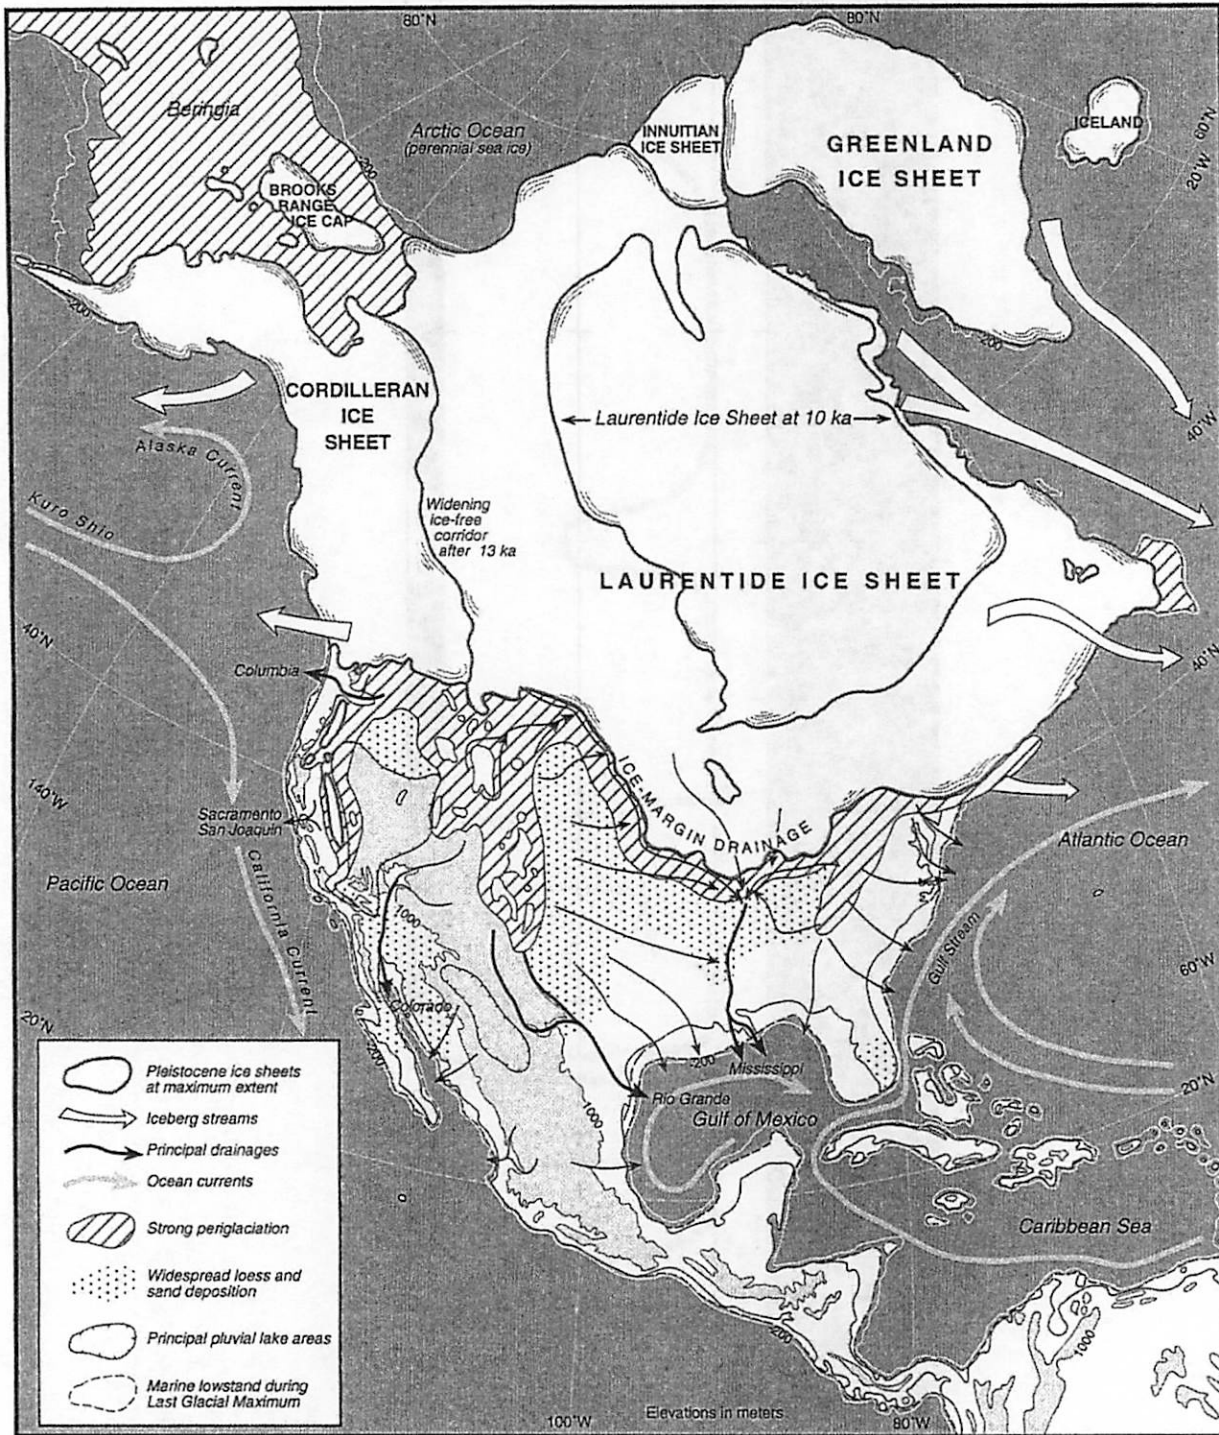 80°N
80°N
Beringia
Arctic Ocean
(perennial sea ice)
INNUITIAN
ICE SHEET
GREENLAND
ICE SHEET
ICELAND
60°N
20°W
BROOKS
RANGE
ICE CAP
-200
-200
-200
CORDILLERAN
ICE
SHEET
Laurentide Ice Sheet at 10 ka
40°W
Alaska Current
Kuro Shio
Widening
ice-free
corridor
after 13 ka
LAURENTIDE ICE SHEET
40°N
40°N
Columbia
140°W
ICE-MARGIN DRAINAGE
Sacramento
San Joaquin
Atlantic Ocean
Pacific Ocean
California Current
1000
Gulf Stream
60°W
Colorado
20°N
-200
-200
Mississippi
20°N
Rio Grande
Gulf of Mexico
1000
Caribbean Sea
-200
1000
100°W
Elevations in meters
80°W
Pleistocene ice sheets
at maximum extent
Iceberg streams
Principal drainages
Ocean currents
Strong periglaciation
Widespread loess and
sand deposition
Principal pluvial lake areas
Marine lowstand during
Last Glacial Maximum